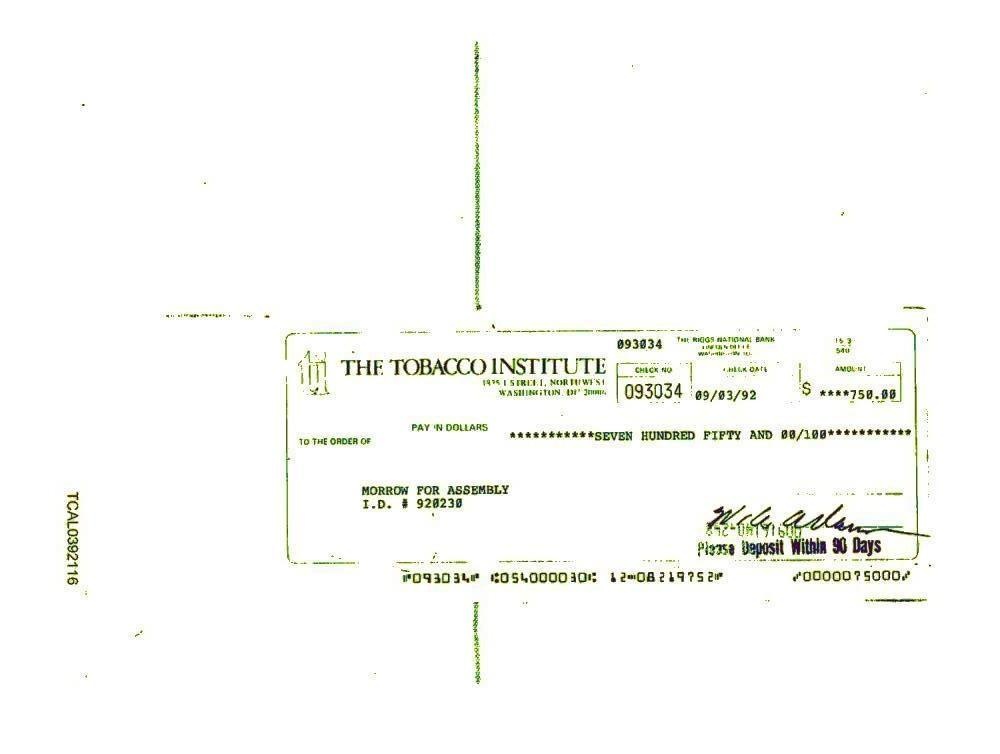 093034 THE RIGGS NATIONAL BANK
THE TOBACCO INSTITUTE
1875 I STREET, NORTHWEST
WASHINGTON, DC 20006
CHECK NO
093034
CHECK DATE
09/03/92
AMOUNT
$ ****750.00
PAY IN DOLLARS
***********SEVEN HUNDRED FIFTY AND 00/100***********
TO THE ORDER OF
MORROW FOR ASSEMBLY
I.D. # 920230
Please Deposit Within 90 Days
⑈093034⑈ ⑆054000030⑆ 12⑉08219752⑈ ⑇0000075000⑇
TCAL0392116